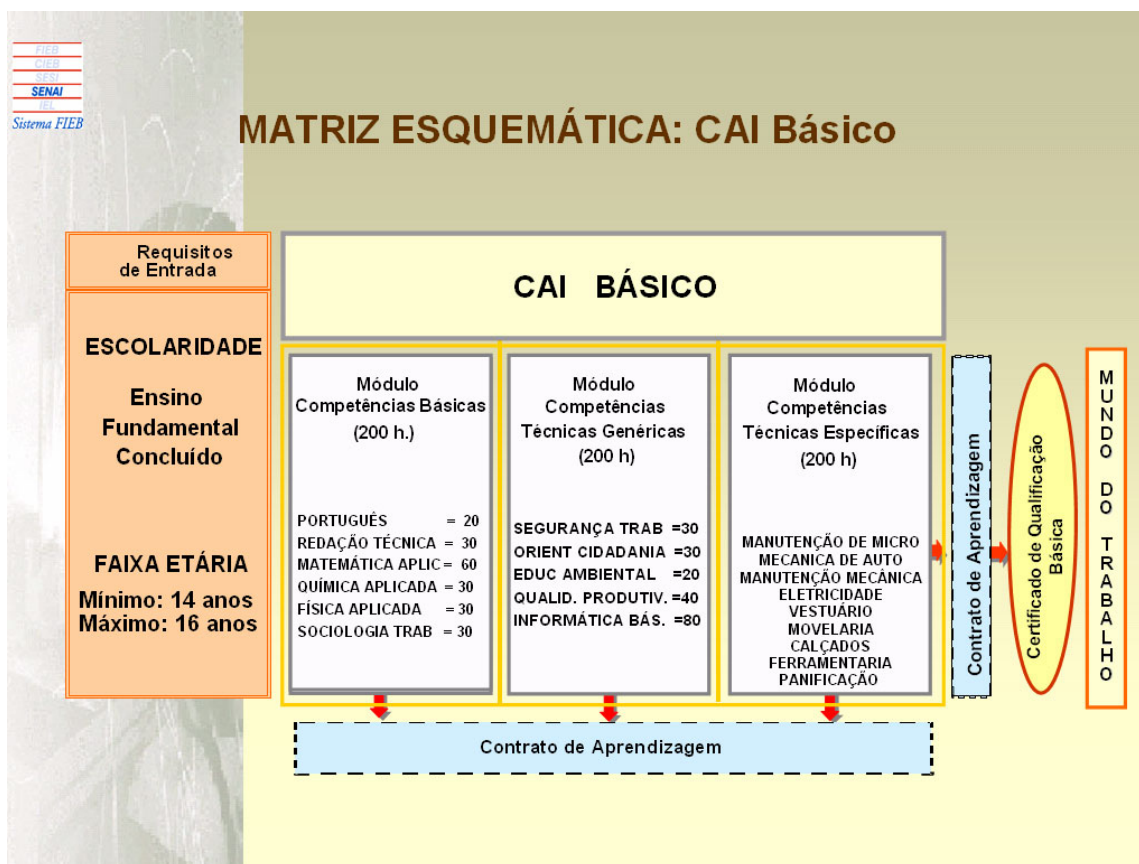 FIEB
CIEB
SESI
SENAI
IEL
Sistema FIEB
MATRIZ ESQUEMÁTICA: CAI Básico
Requisitos
de Entrada
ESCOLARIDADE
Ensino
Fundamental
Concluído
FAIXA ETÁRIA
Mínimo: 14 anos
Máximo: 16 anos
CAI BÁSICO
Módulo
Competências Básicas
(200 h.)
PORTUGUÊS = 20
REDAÇÃO TÉCNICA = 30
MATEMÁTICA APLIC = 60
QUÍMICA APLICADA = 30
FÍSICA APLICADA = 30
SOCIOLOGIA TRAB = 30
Módulo
Competências
Técnicas Genéricas
(200 h)
SEGURANÇA TRAB =30
ORIENT CIDADANIA =30
EDUC AMBIENTAL =20
QUALID. PRODUTIV. =40
INFORMÁTICA BÁS. =80
Módulo
Competências
Técnicas Específicas
(200 h)
MANUTENÇÃO DE MICRO
MECANICA DE AUTO
MANUTENÇÃO MECÂNICA
ELETRICIDADE
VESTUÁRIO
MOVELARIA
CALÇADOS
FERRAMENTARIA
PANIFICAÇÃO
Contrato de Aprendizagem
Contrato de Aprendizagem
Certificado de Qualificação
Básica
MUNDO DO TRABALHO